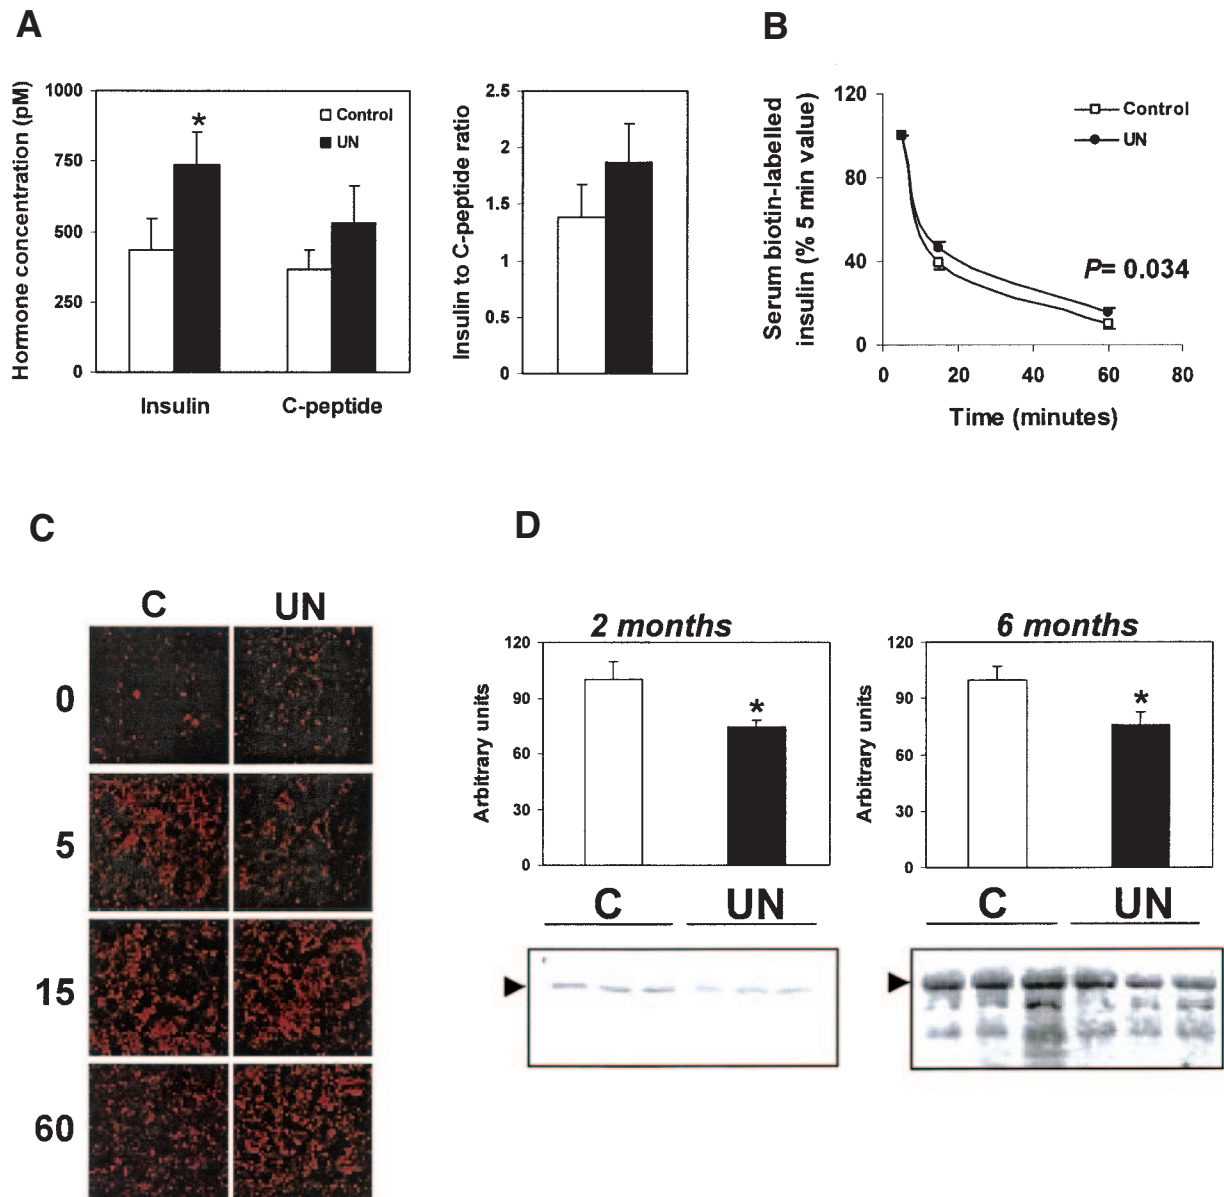 A
Hormone concentration (pM)
1000
750
500
250
0
*
Control
UN
Insulin
C-peptide
Insulin to C-peptide ratio
2.5
2
1.5
1
0.5
0
B
Serum biotin-labelled
insulin (% 5 min value)
120
80
40
0
Control
UN
P= 0.034
0 20 40 60 80
Time (minutes)
C
C UN
0
5
15
60
D
2 months
Arbitrary units
120
90
60
30
0
*
C UN
6 months
Arbitrary units
120
90
60
30
0
*
C UN